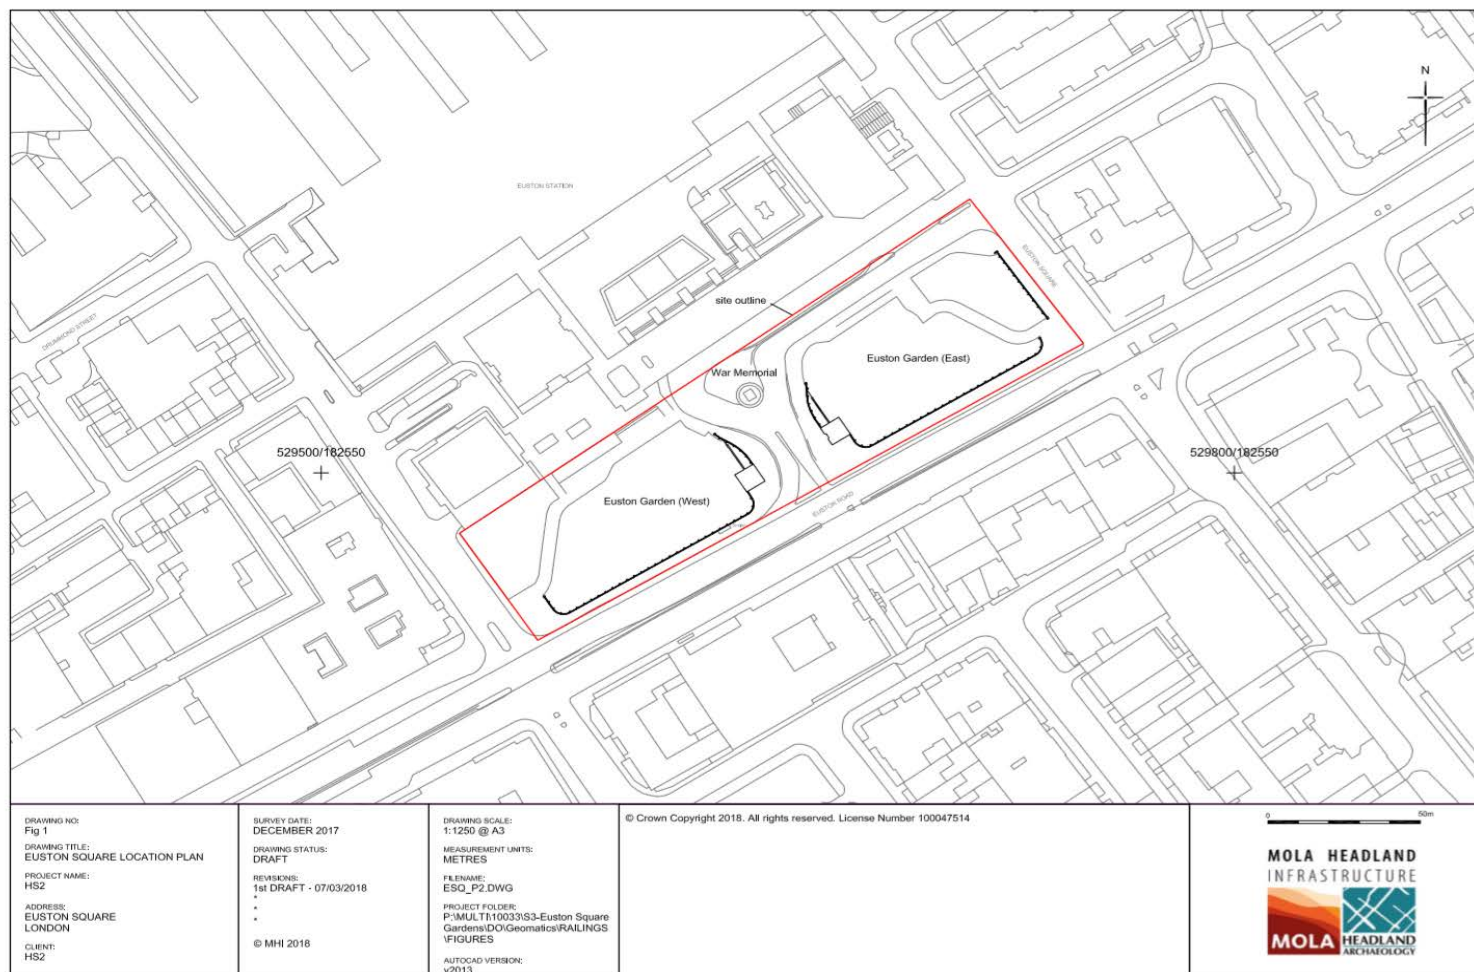 N
EUSTON STATION
EUSTON SQUARE
site outline
DRUMMOND STREET
Euston Garden (East)
War Memorial
529500/182550
529800/182550
Euston Garden (West)
EUSTON ROAD
DRAWING NO:
Fig 1
DRAWING TITLE:
EUSTON SQUARE LOCATION PLAN
PROJECT NAME:
HS2
ADDRESS:
EUSTON SQUARE
LONDON
CLIENT:
HS2
SURVEY DATE:
DECEMBER 2017
DRAWING STATUS:
DRAFT
REVISIONS:
1st DRAFT - 07/03/2018
*
*
*
© MHI 2018
DRAWING SCALE:
1:1250 @ A3
MEASUREMENT UNITS:
METRES
FILENAME:
ESQ_P2.DWG
PROJECT FOLDER:
P:\MULTI\10033\S3-Euston Square
Gardens\DO\Geomatics\RAILINGS
\FIGURES
AUTOCAD VERSION:
v2013
© Crown Copyright 2018. All rights reserved. License Number 100047514
0 50m
MOLA HEADLAND
INFRASTRUCTURE
MOLA
HEADLAND
ARCHAEOLOGY